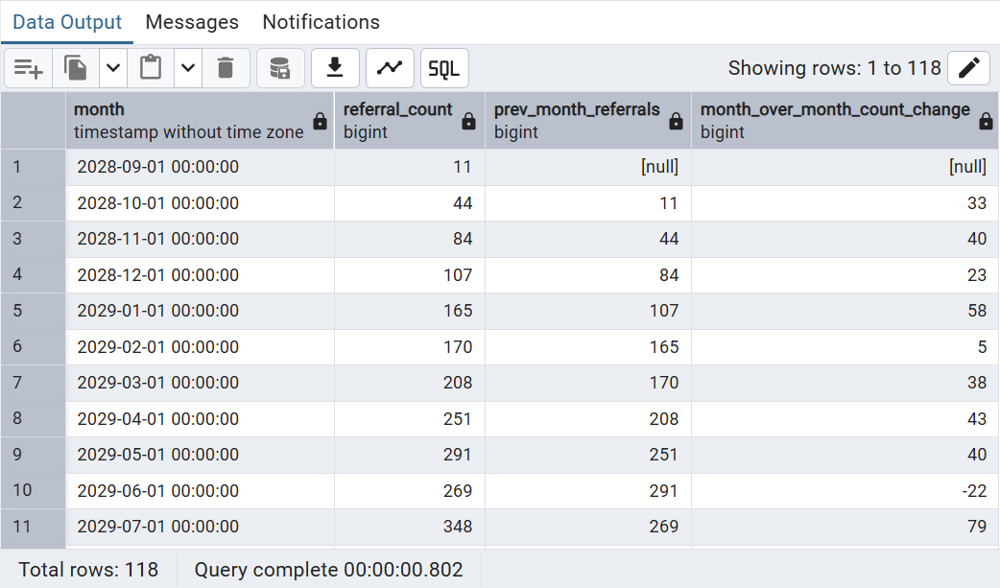 Data Output Messages Notifications
SQL Showing rows: 1 to 118
month referral_count prev_month_referrals month_over_month_count_change
timestamp without time zone bigint bigint bigint
1 2028-09-01 00:00:00 11 [null] [null]
2 2028-10-01 00:00:00 44 11 33
3 2028-11-01 00:00:00 84 44 40
4 2028-12-01 00:00:00 107 84 23
5 2029-01-01 00:00:00 165 107 58
6 2029-02-01 00:00:00 170 165 5
7 2029-03-01 00:00:00 208 170 38
8 2029-04-01 00:00:00 251 208 43
9 2029-05-01 00:00:00 291 251 40
10 2029-06-01 00:00:00 269 291 -22
11 2029-07-01 00:00:00 348 269 79
Total rows: 118 Query complete 00:00:00.802